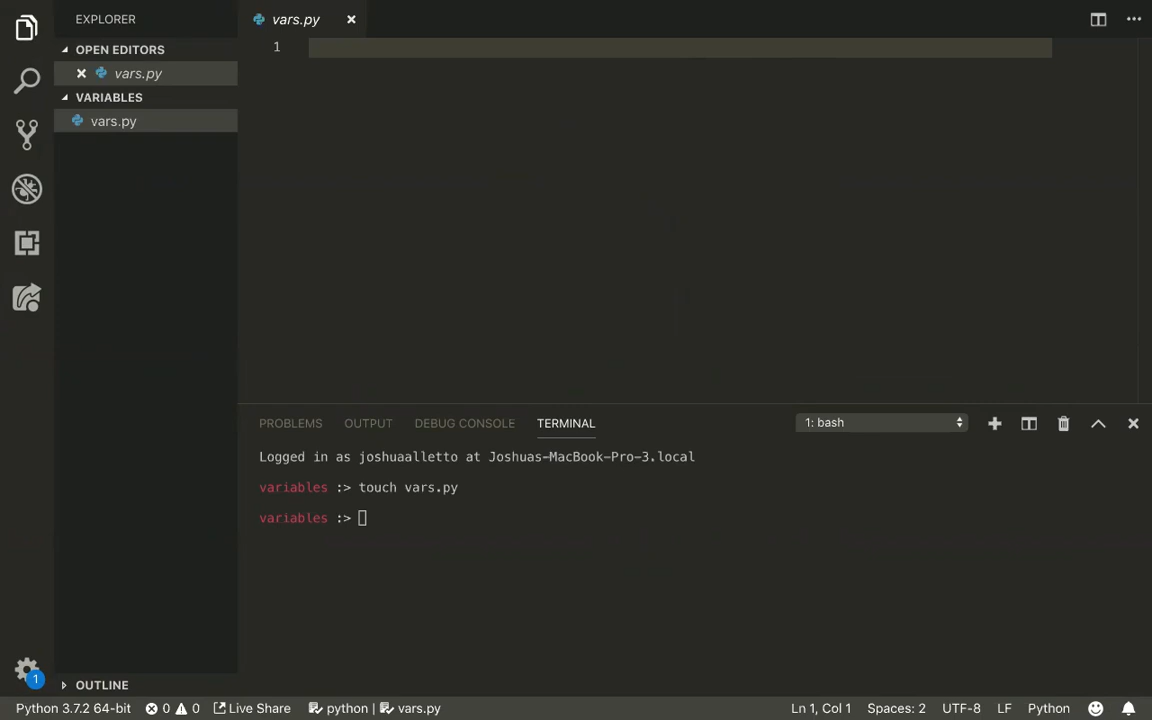 EXPLORER
vars.py
OPEN EDITORS
vars.py
VARIABLES
vars.py
1
PROBLEMS OUTPUT DEBUG CONSOLE TERMINAL 1: bash
Logged in as joshuaalletto at Joshuas-MacBook-Pro-3.local
variables :> touch vars.py
variables :>
OUTLINE
1
Python 3.7.2 64-bit 0 0 Live Share python | vars.py Ln 1, Col 1 Spaces: 2 UTF-8 LF Python